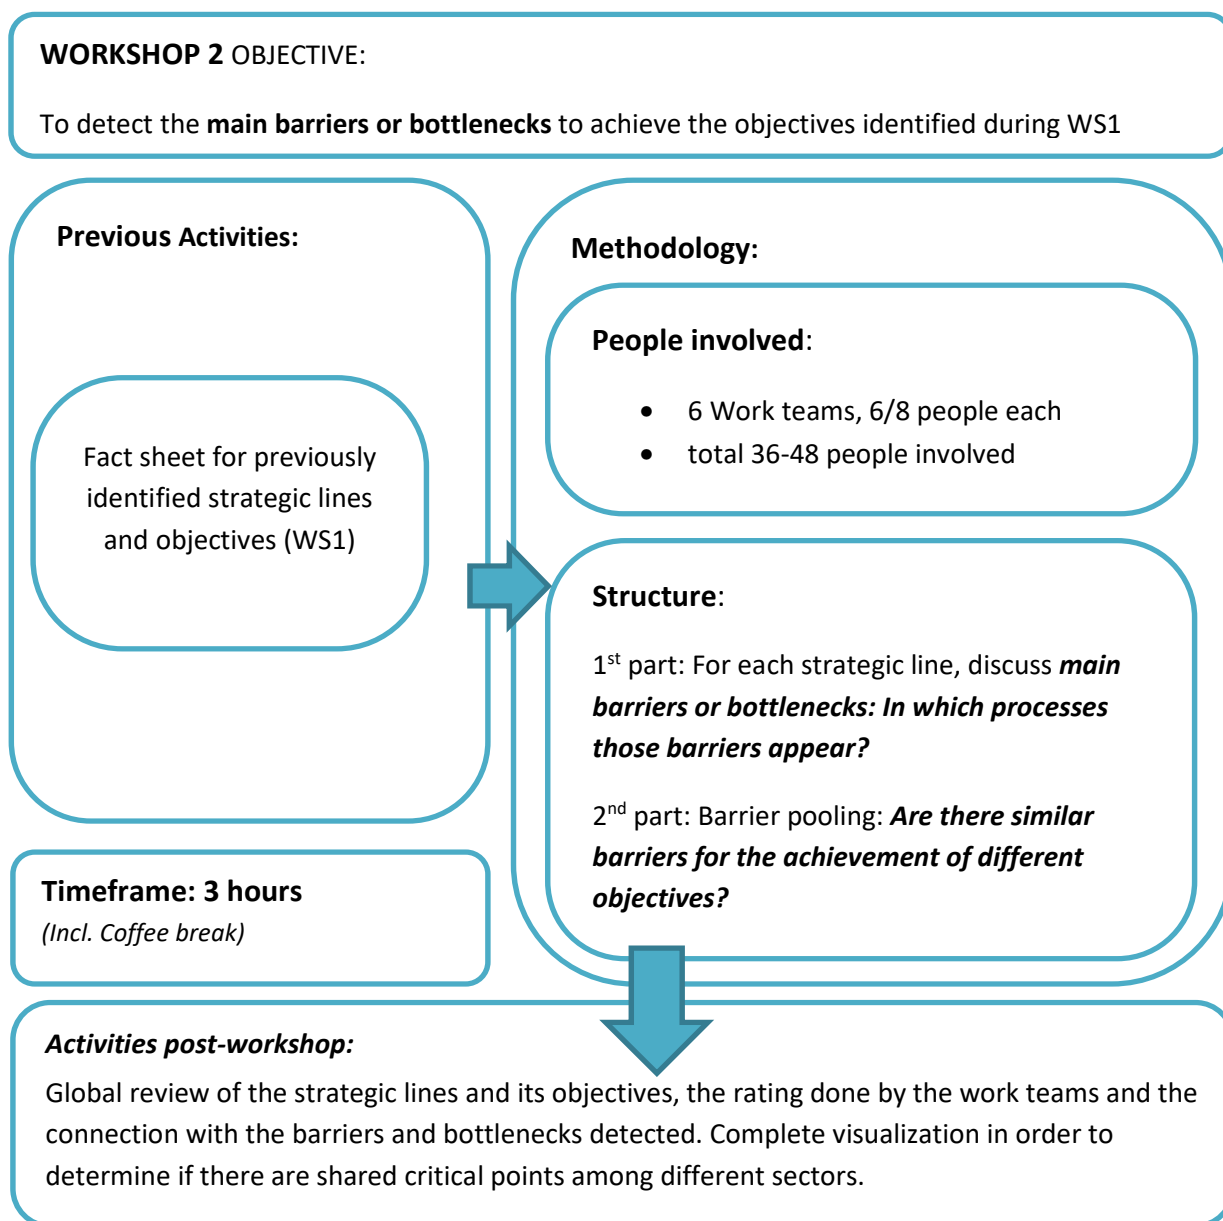 WORKSHOP 2 OBJECTIVE:
To detect the main barriers or bottlenecks to achieve the objectives identified during WS1
Previous Activities:
Fact sheet for previously
identified strategic lines
and objectives (WS1)
Methodology:
People involved:
• 6 Work teams, 6/8 people each
• total 36-48 people involved
Structure:
1st part: For each strategic line, discuss main
barriers or bottlenecks: In which processes
those barriers appear?
2nd part: Barrier pooling: Are there similar
barriers for the achievement of different
objectives?
Timeframe: 3 hours
(Incl. Coffee break)
Activities post-workshop:
Global review of the strategic lines and its objectives, the rating done by the work teams and the
connection with the barriers and bottlenecks detected. Complete visualization in order to
determine if there are shared critical points among different sectors.